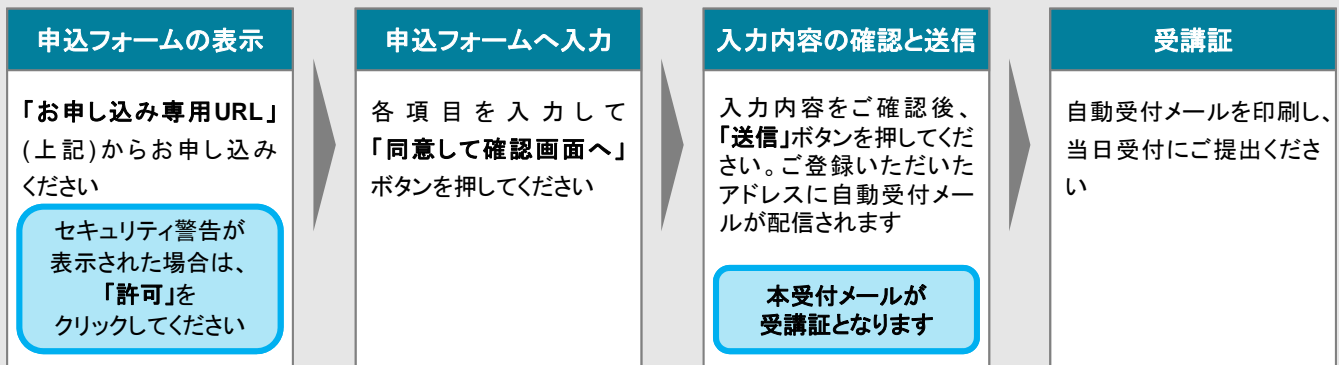 申込フォームの表示
「お申し込み専用URL」
(上記)からお申し込み
ください
セキュリティ警告が
表示された場合は、
「許可」を
クリックしてください
申込フォームへ入力
各項目を入力して
「同意して確認画面へ」
ボタンを押してください
入力内容の確認と送信
入力内容をご確認後、
「送信」ボタンを押してくだ
さい。ご登録いただいた
アドレスに自動受付メー
ルが配信されます
本受付メールが
受講証となります
受講証
自動受付メールを印刷し、
当日受付にご提出くださ
い